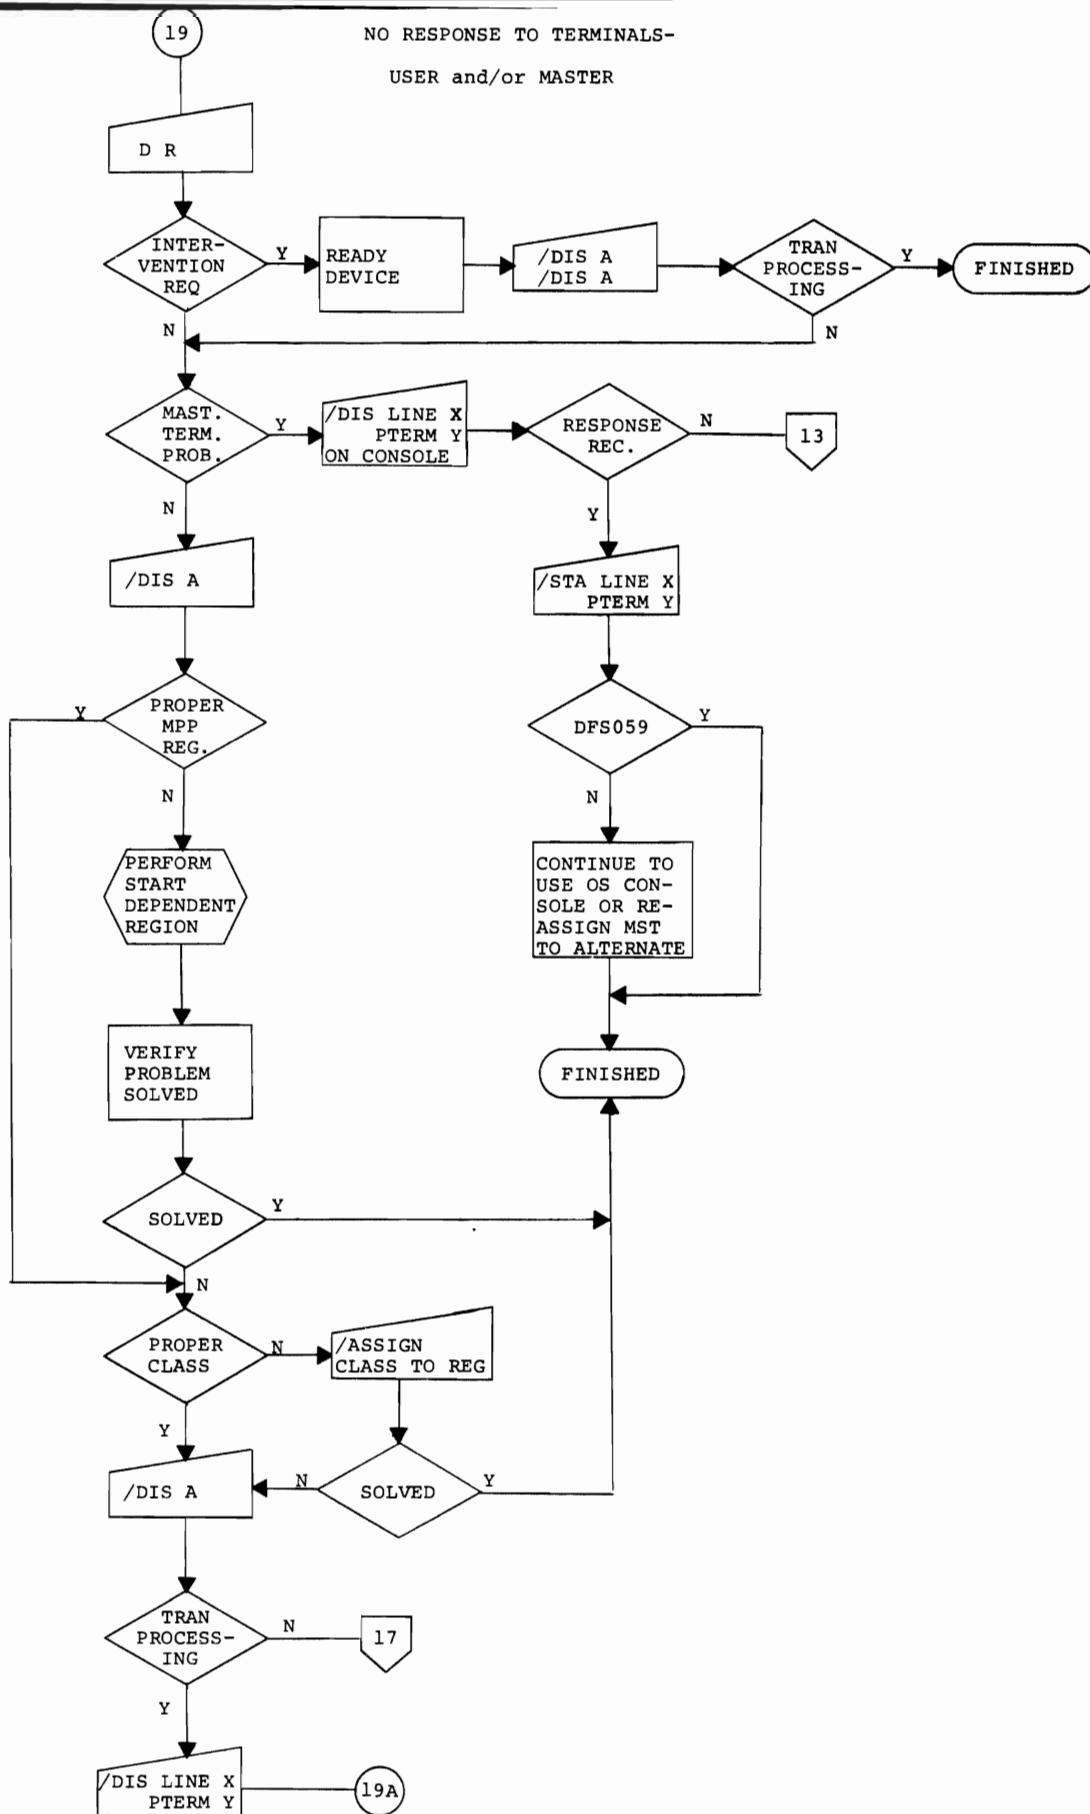 19
NO RESPONSE TO TERMINALS-
USER and/or MASTER
D R
INTER-
VENTION
REQ
Y
READY
DEVICE
/DIS A
/DIS A
TRAN
PROCESS-
ING
Y
FINISHED
N
N
MAST.
TERM.
PROB.
Y
/DIS LINE X
PTERM Y
ON CONSOLE
RESPONSE
REC.
N
13
N
Y
/DIS A
/STA LINE X
PTERM Y
Y
PROPER
MPP
REG.
DFS059
Y
N
N
PERFORM
START
DEPENDENT
REGION
CONTINUE TO
USE OS CON-
SOLE OR RE-
ASSIGN MST
TO ALTERNATE
VERIFY
PROBLEM
SOLVED
FINISHED
SOLVED
Y
N
PROPER
CLASS
N
/ASSIGN
CLASS TO REG
Y
/DIS A
N
SOLVED
Y
TRAN
PROCESS-
ING
N
17
Y
/DIS LINE X
PTERM Y
19A